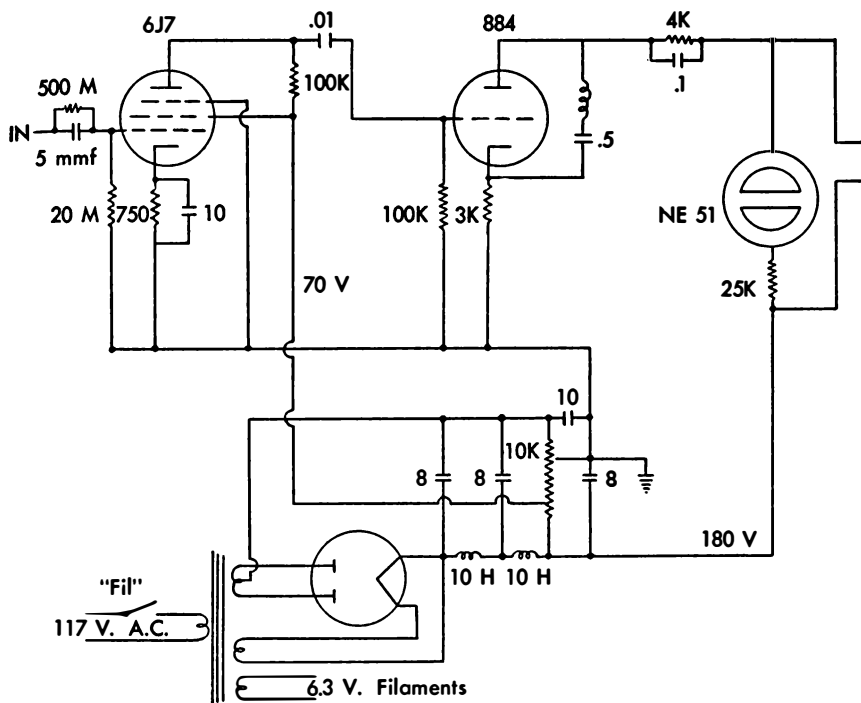 6J7
.01
884
4K
.1
500 M
100K
IN
5 mmf
.5
20 M
750
10
100K
3K
NE 51
70 V
25K
10
10K
8
8
8
180 V
10 H
10 H
"Fil"
117 V. A.C.
6.3 V. Filaments